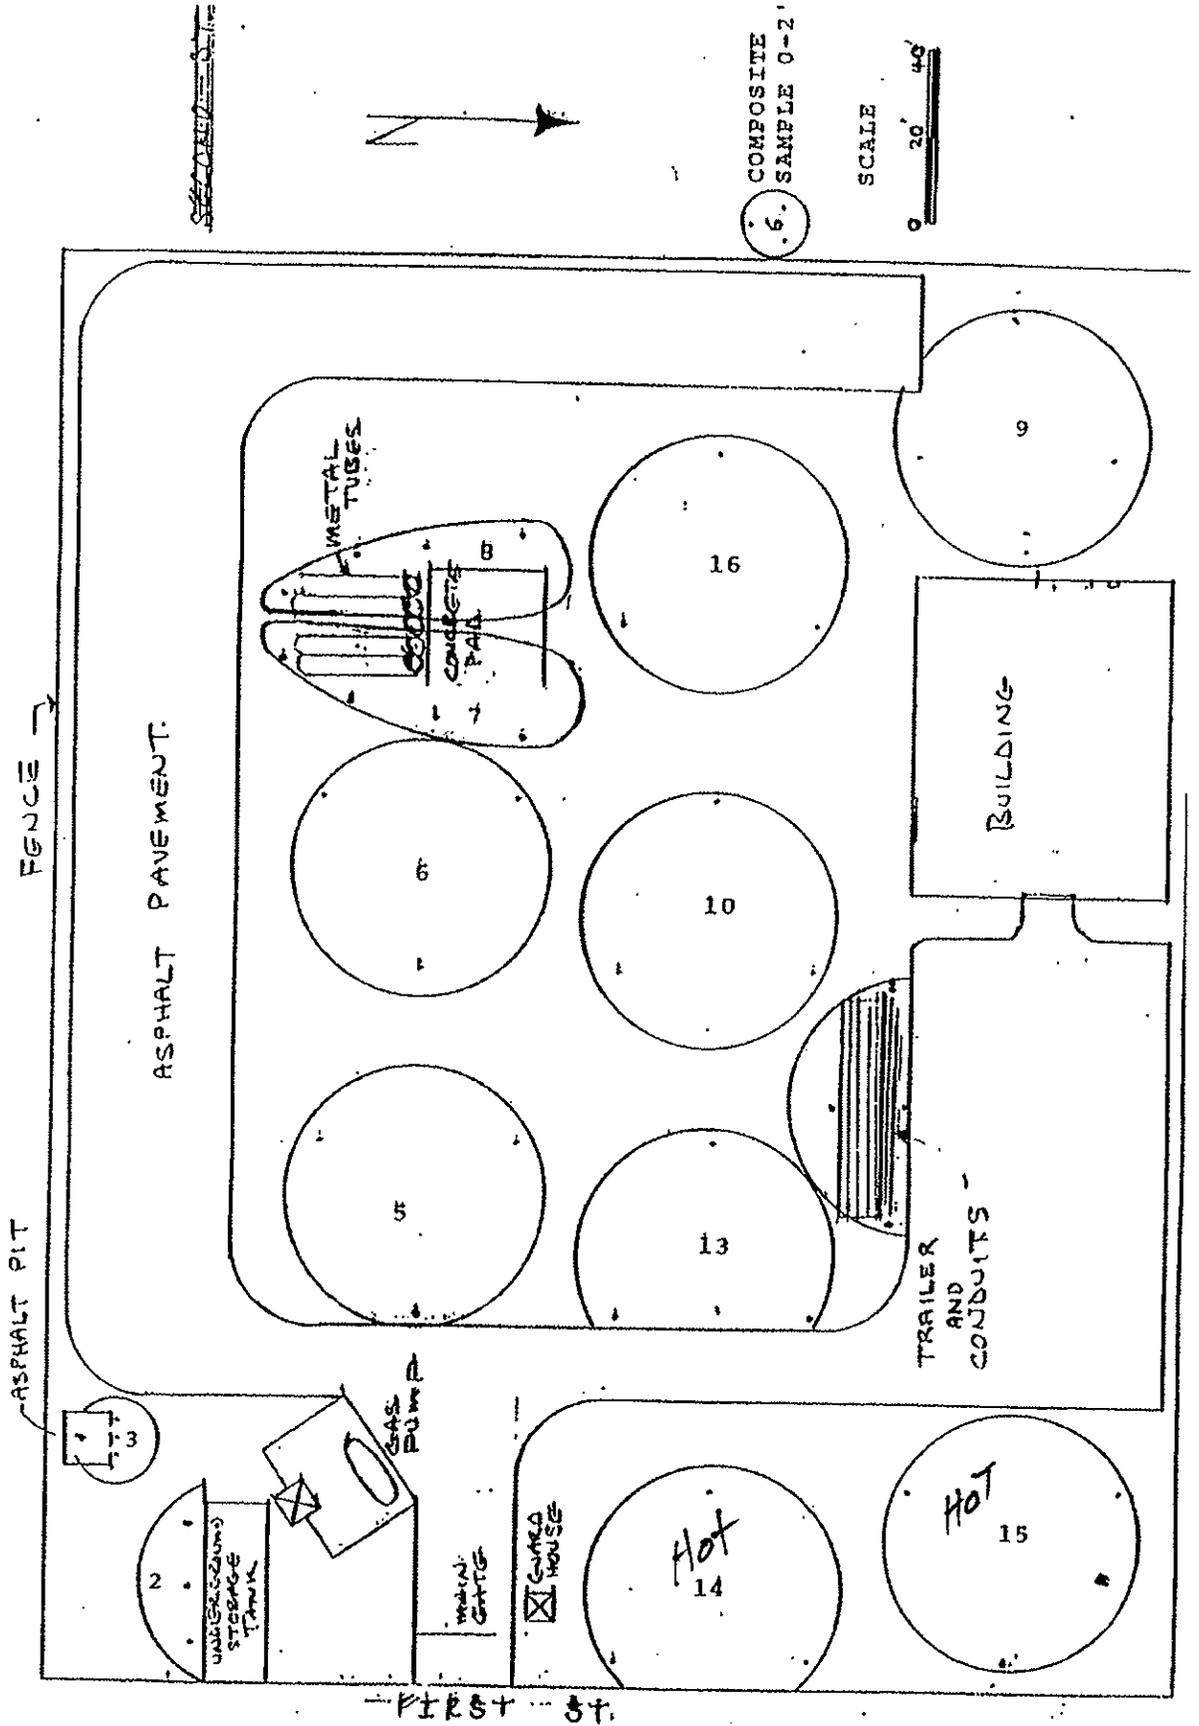 COMPOSITE
SAMPLE 0-2'
6
SCALE
0 20' 40'
FENCE
ASPHALT PAVEMENT.
METAL
TUBES
CONCRETE
PAD
8
7
16
9
6
10
BUILDING
5
13
TRAILER
AND
CONDUITS
ASPHALT PIT
3
GAS
PUMP
2
UNDERGROUND
STORAGE
TANK
MAIN
GATE
GUARD
HOUSE
HOT
14
HOT
15
FIRST ST.
N